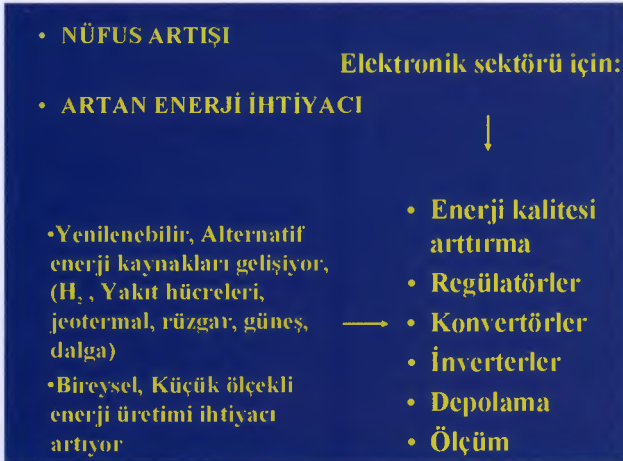 • NÜFUS ARTIŞI
• ARTAN ENERJİ İHTİYACI
•Yenilenebilir, Alternatif
enerji kaynakları gelişiyor,
(H₂ , Yakıt hücreleri,
jeotermal, rüzgar, güneş,
dalga)
•Bireysel, Küçük ölçekli
enerji üretimi ihtiyacı
artıyor
Elektronik sektörü için:
• Enerji kalitesi
arttırma
• Regülatörler
• Konvertörler
• İnverterler
• Depolama
• Ölçüm